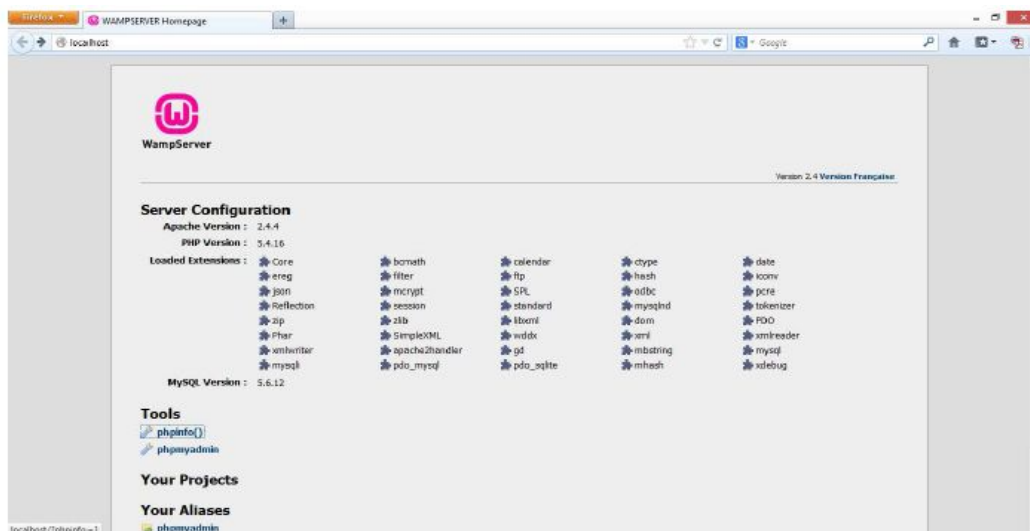 Firefox
WAMPSERVER Homepage
+
localhost
Google
WampServer
Version 2.4 Version Française
Server Configuration
Apache Version : 2.4.4
PHP Version : 5.4.16
Loaded Extensions : Core bcmath calendar ctype date
ereg filter ftp hash iconv
json mcrypt SPL odbc pcre
Reflection session standard mysqlnd tokenizer
zip zlib libxml dom PDO
Phar SimpleXML wddx xml xmlreader
xmlwriter apache2handler gd mbstring mysql
mysqli pdo_mysql pdo_sqlite mhash xdebug
MySQL Version : 5.6.12
Tools
phpinfo()
phpmyadmin
Your Projects
Your Aliases
phpmyadmin
localhost/?phpinfo=1